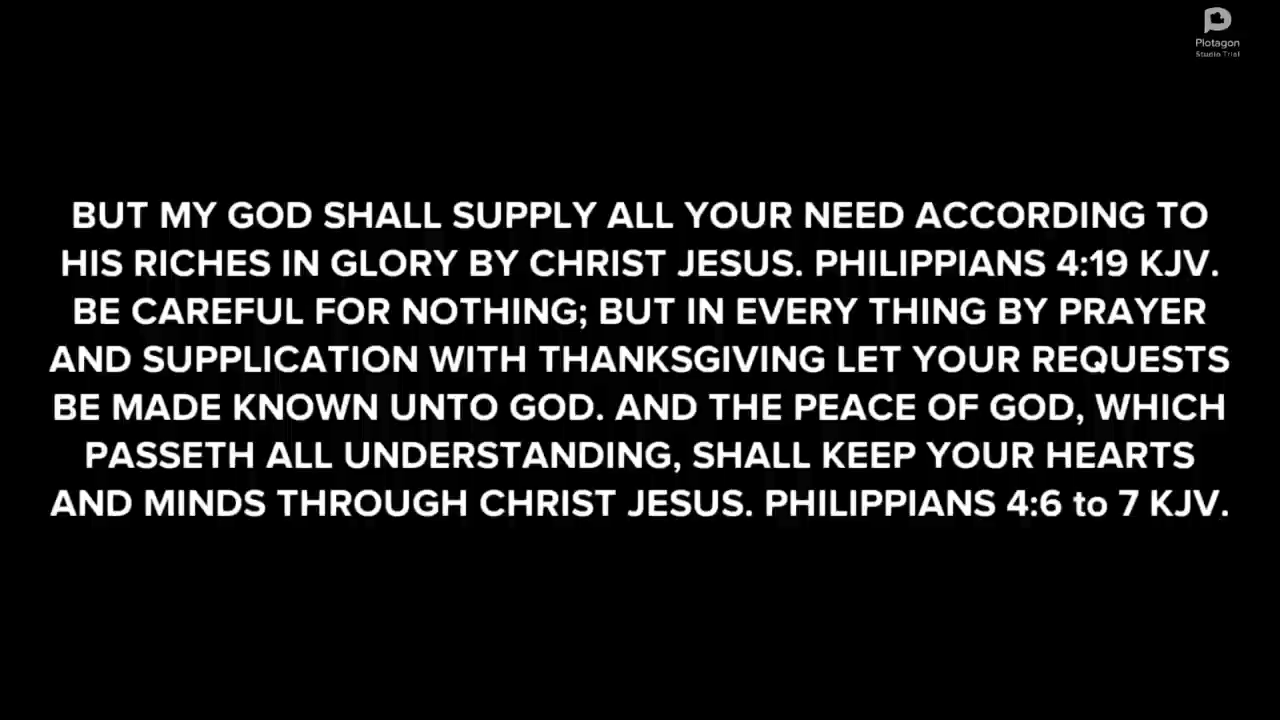 Plotagon
Studio Trial
BUT MY GOD SHALL SUPPLY ALL YOUR NEED ACCORDING TO
HIS RICHES IN GLORY BY CHRIST JESUS. PHILIPPIANS 4:19 KJV.
BE CAREFUL FOR NOTHING; BUT IN EVERY THING BY PRAYER
AND SUPPLICATION WITH THANKSGIVING LET YOUR REQUESTS
BE MADE KNOWN UNTO GOD. AND THE PEACE OF GOD, WHICH
PASSETH ALL UNDERSTANDING, SHALL KEEP YOUR HEARTS
AND MINDS THROUGH CHRIST JESUS. PHILIPPIANS 4:6 to 7 KJV.